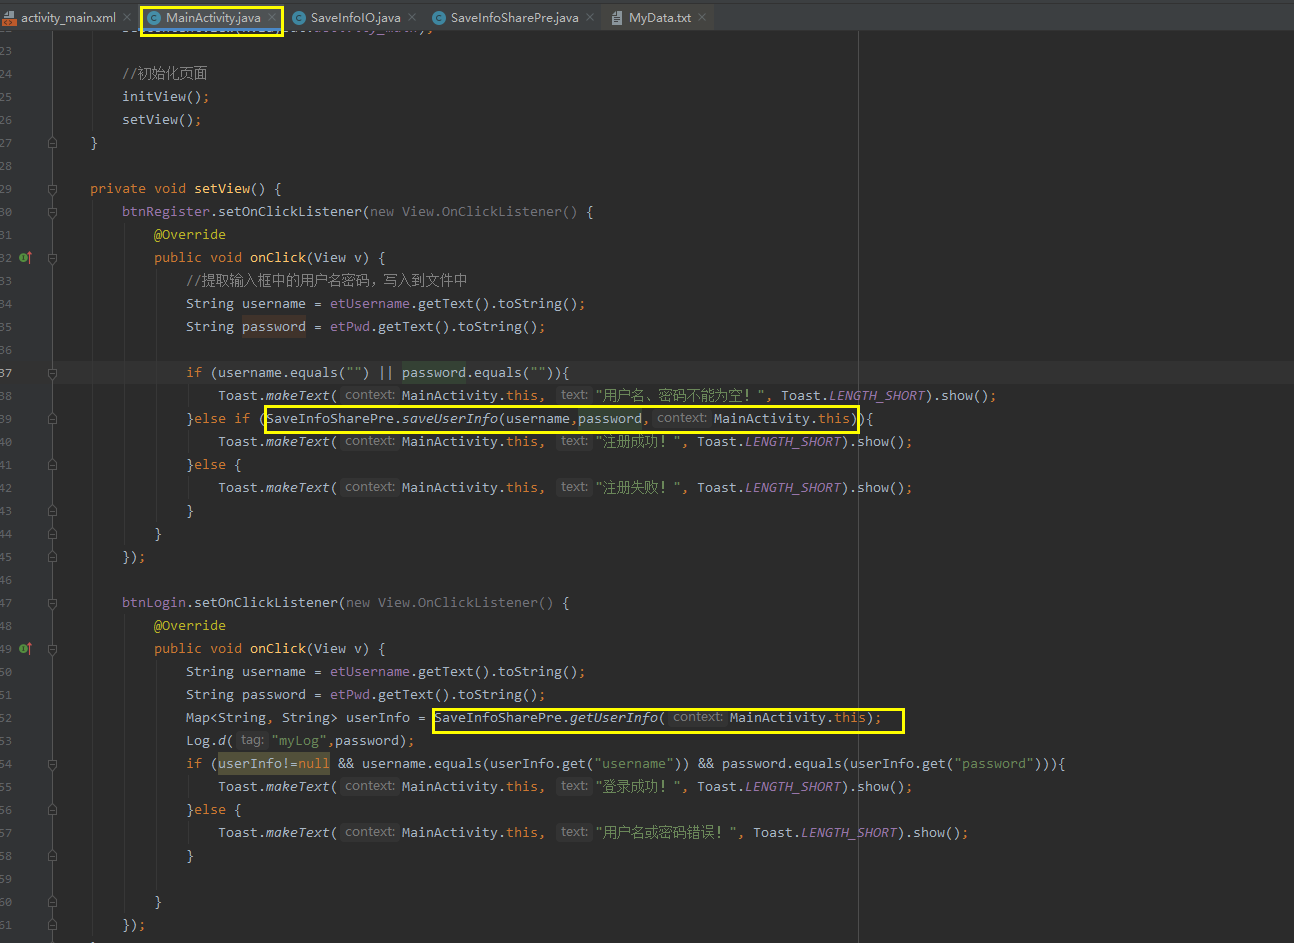 activity_main.xml MainActivity.java SaveInfoIO.java SaveInfoSharePre.java MyData.txt
23
24 //初始化页面
25 initView();
26 setView();
27 }
28
29 private void setView() {
30 btnRegister.setOnClickListener(new View.OnClickListener() {
31 @Override
32 public void onClick(View v) {
33 //提取输入框中的用户名密码，写入到文件中
34 String username = etUsername.getText().toString();
35 String password = etPwd.getText().toString();
36
37 if (username.equals("") || password.equals("")){
38 Toast.makeText( context: MainActivity.this, text: "用户名、密码不能为空！", Toast.LENGTH_SHORT).show();
39 }else if (SaveInfoSharePre.saveUserInfo(username,password, context: MainActivity.this)){
40 Toast.makeText( context: MainActivity.this, text: "注册成功！", Toast.LENGTH_SHORT).show();
41 }else {
42 Toast.makeText( context: MainActivity.this, text: "注册失败！", Toast.LENGTH_SHORT).show();
43 }
44 }
45 });
46
47 btnLogin.setOnClickListener(new View.OnClickListener() {
48 @Override
49 public void onClick(View v) {
50 String username = etUsername.getText().toString();
51 String password = etPwd.getText().toString();
52 Map<String, String> userInfo = SaveInfoSharePre.getUserInfo( context: MainActivity.this);
53 Log.d( tag: "myLog",password);
54 if (userInfo!=null && username.equals(userInfo.get("username")) && password.equals(userInfo.get("password"))){
55 Toast.makeText( context: MainActivity.this, text: "登录成功！", Toast.LENGTH_SHORT).show();
56 }else {
57 Toast.makeText( context: MainActivity.this, text: "用户名或密码错误！", Toast.LENGTH_SHORT).show();
58 }
59
60 }
61 });